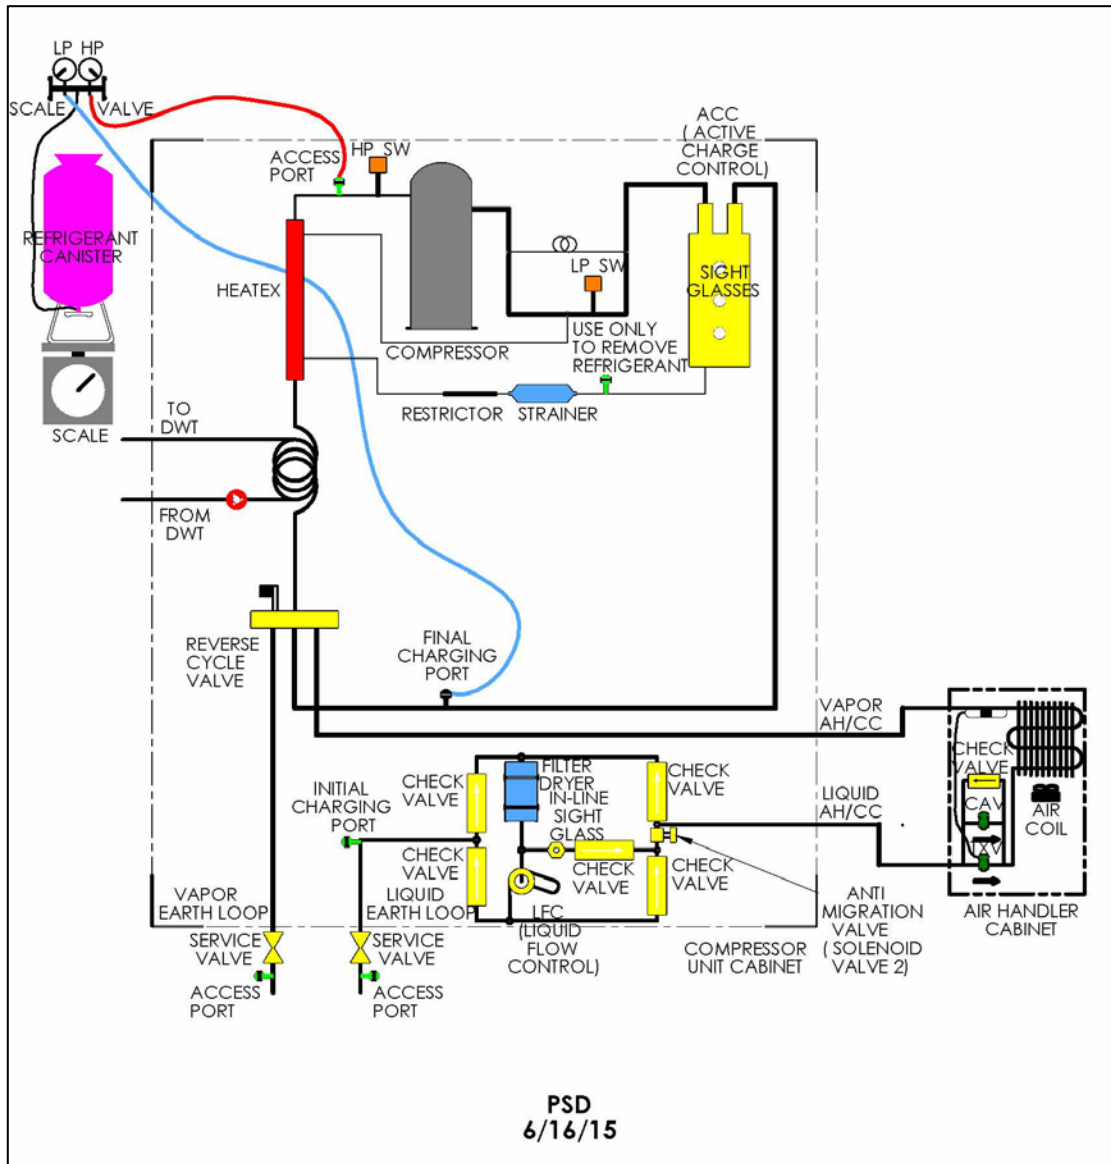 LP HP
SCALE VALVE
REFRIGERANT
CANISTER
SCALE
ACCESS
PORT
HP SW
HEATEX
COMPRESSOR
ACC
( ACTIVE
CHARGE
CONTROL)
LP SW
SIGHT
GLASSES
USE ONLY
TO REMOVE
REFRIGERANT
RESTRICTOR
STRAINER
TO
DWT
FROM
DWT
REVERSE
CYCLE
VALVE
FINAL
CHARGING
PORT
VAPOR
AH/CC
LIQUID
AH/CC
CHECK
VALVE
CAV
TXV
AIR
COIL
AIR HANDLER
CABINET
INITIAL
CHARGING
PORT
CHECK
VALVE
FILTER
DRYER
IN-LINE
SIGHT
GLASS
CHECK
VALVE
CHECK
VALVE
CHECK
VALVE
CHECK
VALVE
LFC
(LIQUID
FLOW
CONTROL)
ANTI
MIGRATION
VALVE
( SOLENOID
VALVE 2)
COMPRESSOR
UNIT CABINET
VAPOR
EARTH LOOP
LIQUID
EARTH LOOP
SERVICE
VALVE
SERVICE
VALVE
ACCESS
PORT
ACCESS
PORT
PSD
6/16/15